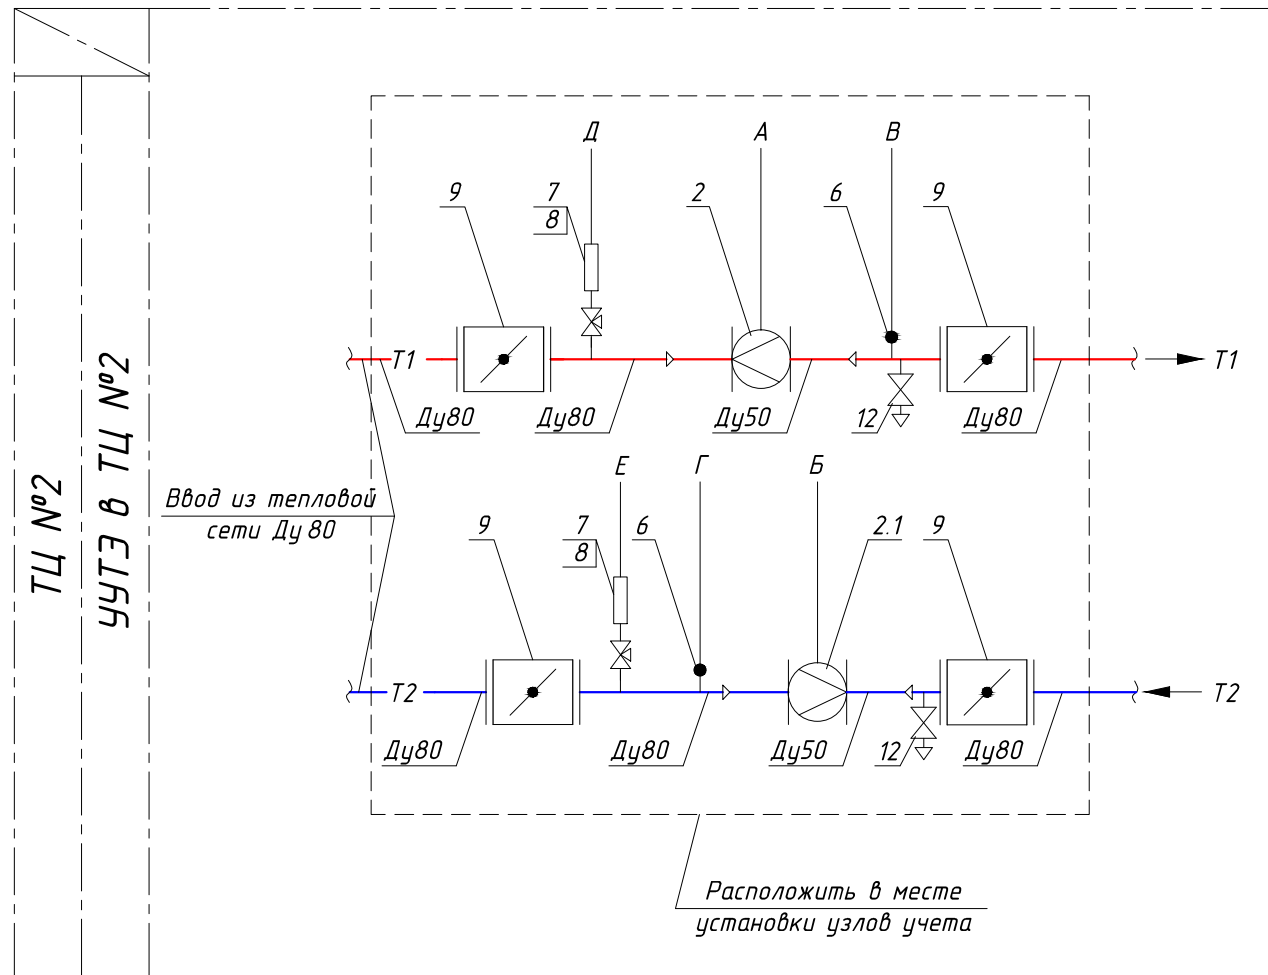 Д
А
В
9
7
8
2
6
9
Т1
Т1
Ду80
Ду80
Ду50
12
Ду80
ТЦ №2
УУТЭ в ТЦ №2
Ввод из тепловой
сети Ду 80
Е
Г
Б
9
7
8
6
2.1
9
Т2
Т2
Ду80
Ду80
Ду50
12
Ду80
Расположить в месте
установки узлов учета